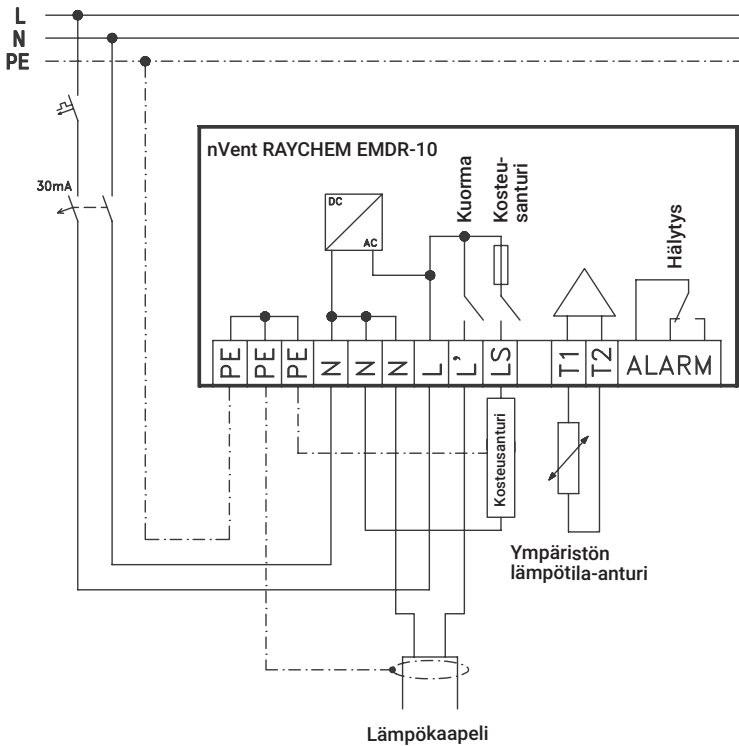 L
N
PE
30mA
nVent RAYCHEM EMDR-10
DC
AC
Kuorma
Kosteu-
santuri
Hälytys
PE PE PE N N N L L' LS T1 T2 ALARM
Kosteusanturi
Ympäristön
lämpötila-anturi
Lämpökaapeli